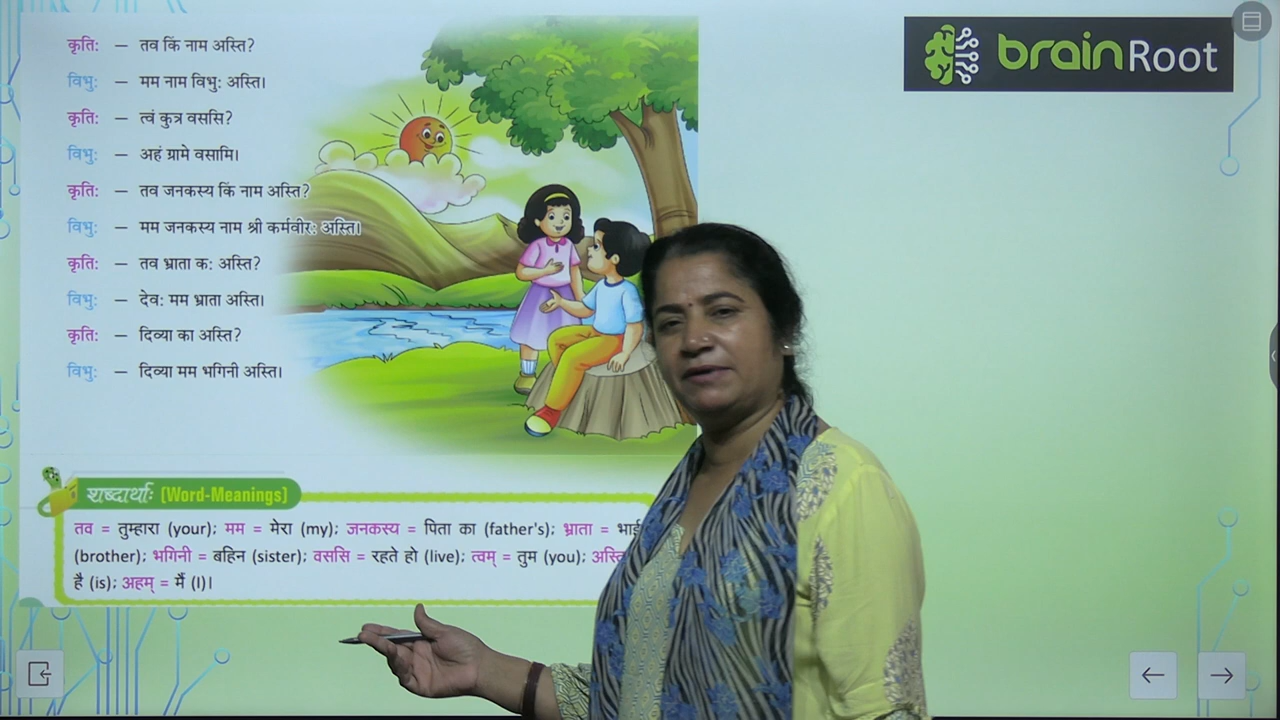 कृति: – तव किं नाम अस्ति?
विभु: – मम नाम विभु: अस्ति।
कृति: – त्वं कुत्र वससि?
विभु: – अहं ग्रामे वसामि।
कृति: – तव जनकस्य किं नाम अस्ति?
विभु: – मम जनकस्य नाम श्री कर्मवीर: अस्ति।
कृति: – तव भ्राता क: अस्ति?
विभु: – देव: मम भ्राता अस्ति।
कृति: – दिव्या का अस्ति?
विभु: – दिव्या मम भगिनी अस्ति।
brainRoot
शब्दार्था: (Word-Meanings)
तव = तुम्हारा (your); मम = मेरा (my); जनकस्य = पिता का (father's); भ्राता = भाई
(brother); भगिनी = बहिन (sister); वससि = रहते हो (live); त्वम् = तुम (you);
है (is); अहम् = मैं (I)।